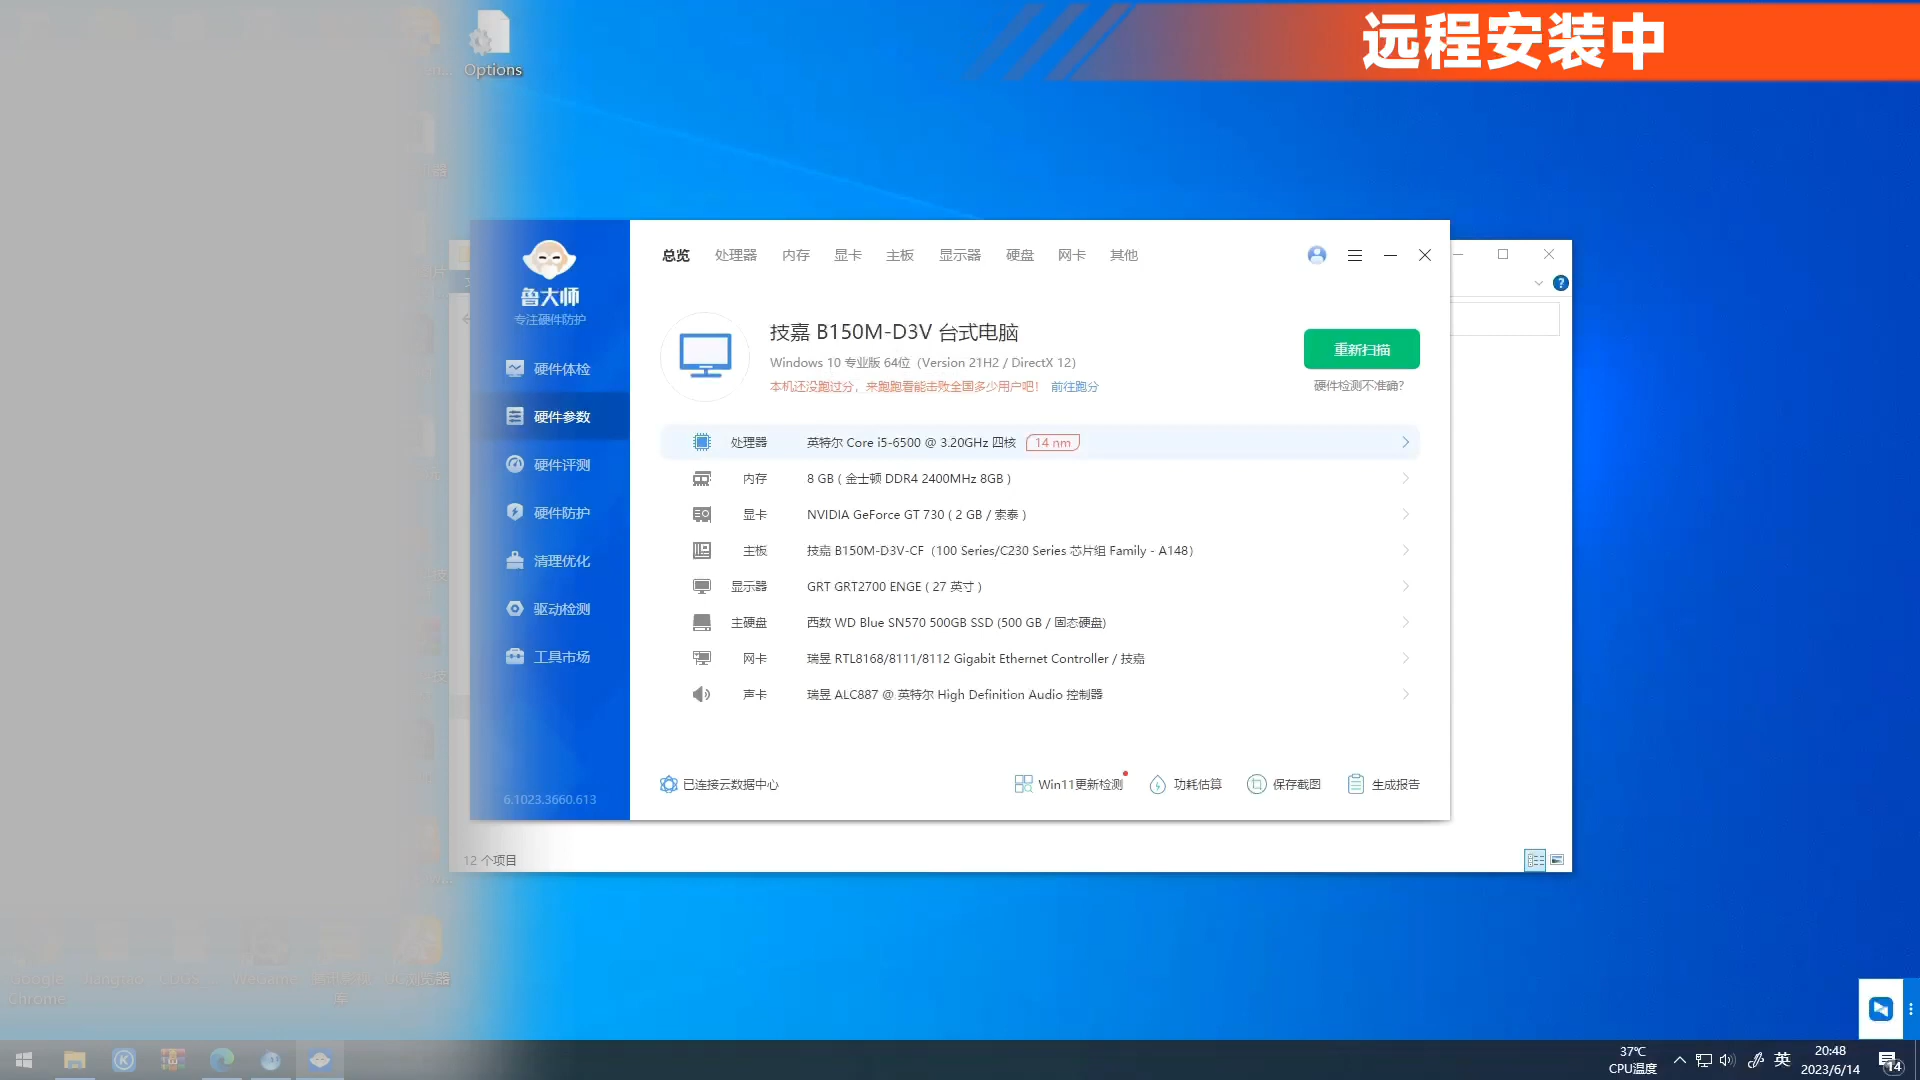 远程安装中
Options
总览 处理器 内存 显卡 主板 显示器 硬盘 网卡 其他
鲁大师
专注硬件防护
硬件体检
硬件参数
硬件评测
硬件防护
清理优化
驱动检测
工具市场
6.1023.3660.613
技嘉 B150M-D3V 台式电脑
Windows 10 专业版 64位（Version 21H2 / DirectX 12）
本机还没跑过分，来跑跑看能击败全国多少用户吧！ 前往跑分
重新扫描
硬件检测不准确?
处理器 英特尔 Core i5-6500 @ 3.20GHz 四核 14 nm
内存 8 GB ( 金士顿 DDR4 2400MHz 8GB )
显卡 NVIDIA GeForce GT 730 ( 2 GB / 索泰 )
主板 技嘉 B150M-D3V-CF（100 Series/C230 Series 芯片组 Family - A148）
显示器 GRT GRT2700 ENGE ( 27 英寸 )
主硬盘 西数 WD Blue SN570 500GB SSD (500 GB / 固态硬盘)
网卡 瑞昱 RTL8168/8111/8112 Gigabit Ethernet Controller / 技嘉
声卡 瑞昱 ALC887 @ 英特尔 High Definition Audio 控制器
已连接云数据中心 Win11更新检测 功耗估算 保存截图 生成报告
12 个项目
Google Chrome
WeGame
37℃
CPU温度
英
20:48
2023/6/14
14